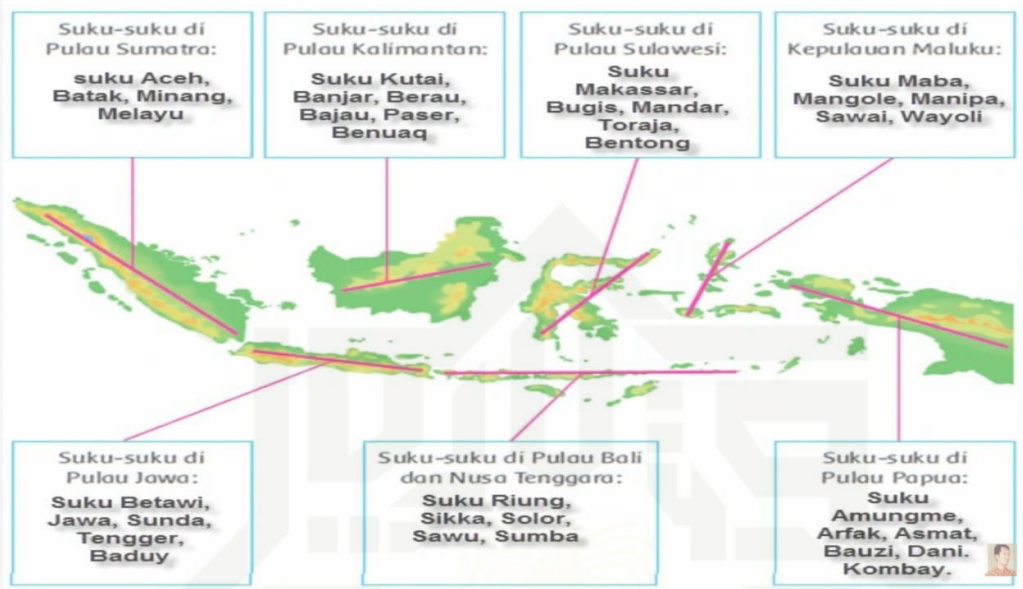 Suku-suku di
Pulau Sumatra:
suku Aceh,
Batak, Minang,
Melayu
Suku-suku di
Pulau Kalimantan:
Suku Kutai,
Banjar, Berau,
Bajau, Paser,
Benuaq
Suku-suku di
Pulau Sulawesi:
Suku
Makassar,
Bugis, Mandar,
Toraja,
Bentong
Suku-suku di
Kepulauan Maluku:
Suku Maba,
Mangole, Manipa,
Sawai, Wayoli
Suku-suku di
Pulau Jawa:
Suku Betawi,
Jawa, Sunda,
Tengger,
Baduy
Suku-suku di Pulau Bali
dan Nusa Tenggara:
Suku Riung,
Sikka, Solor,
Sawu, Sumba
Suku-suku di
Pulau Papua:
Suku
Amungme,
Arfak, Asmat,
Bauzi, Dani.
Kombay.